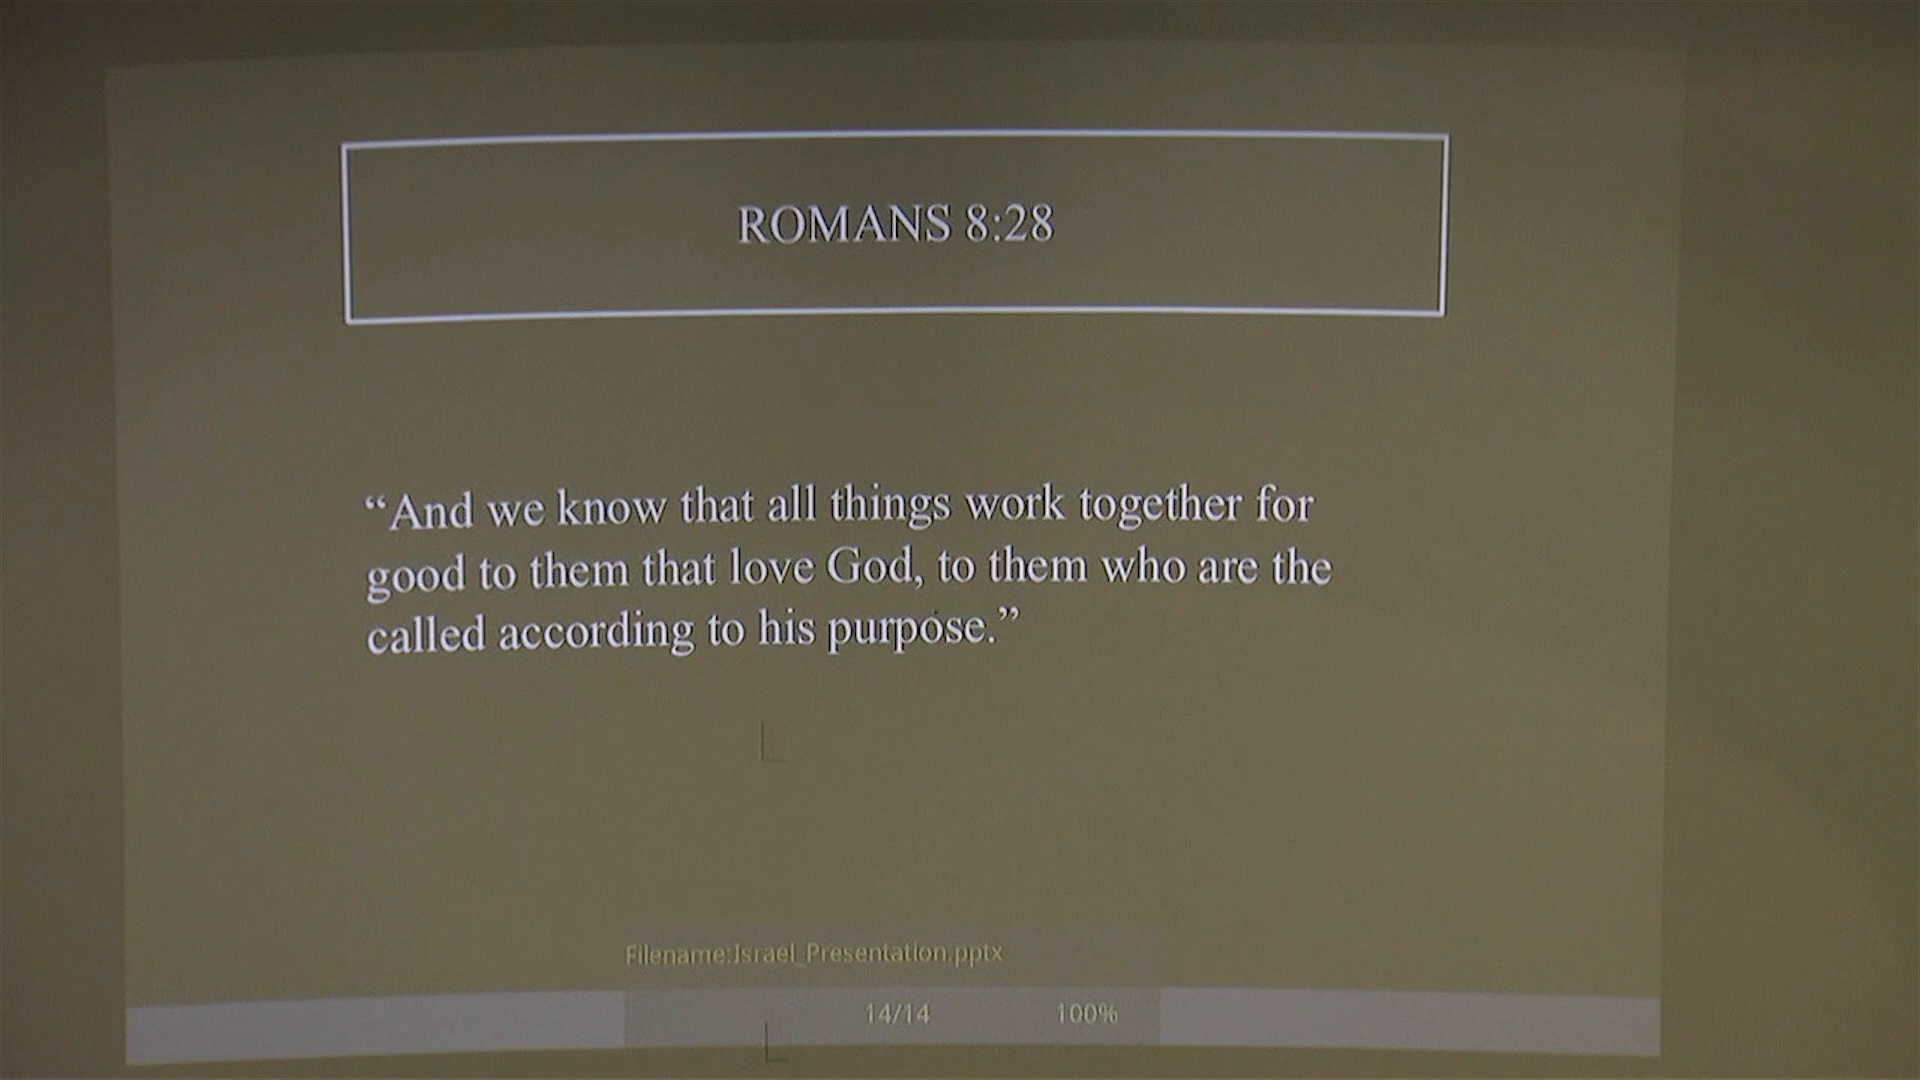 ROMANS 8:28
“And we know that all things work together for
good to them that love God, to them who are the
called according to his purpose.”
Filename:Israel_Presentation.pptx
14/14 100%